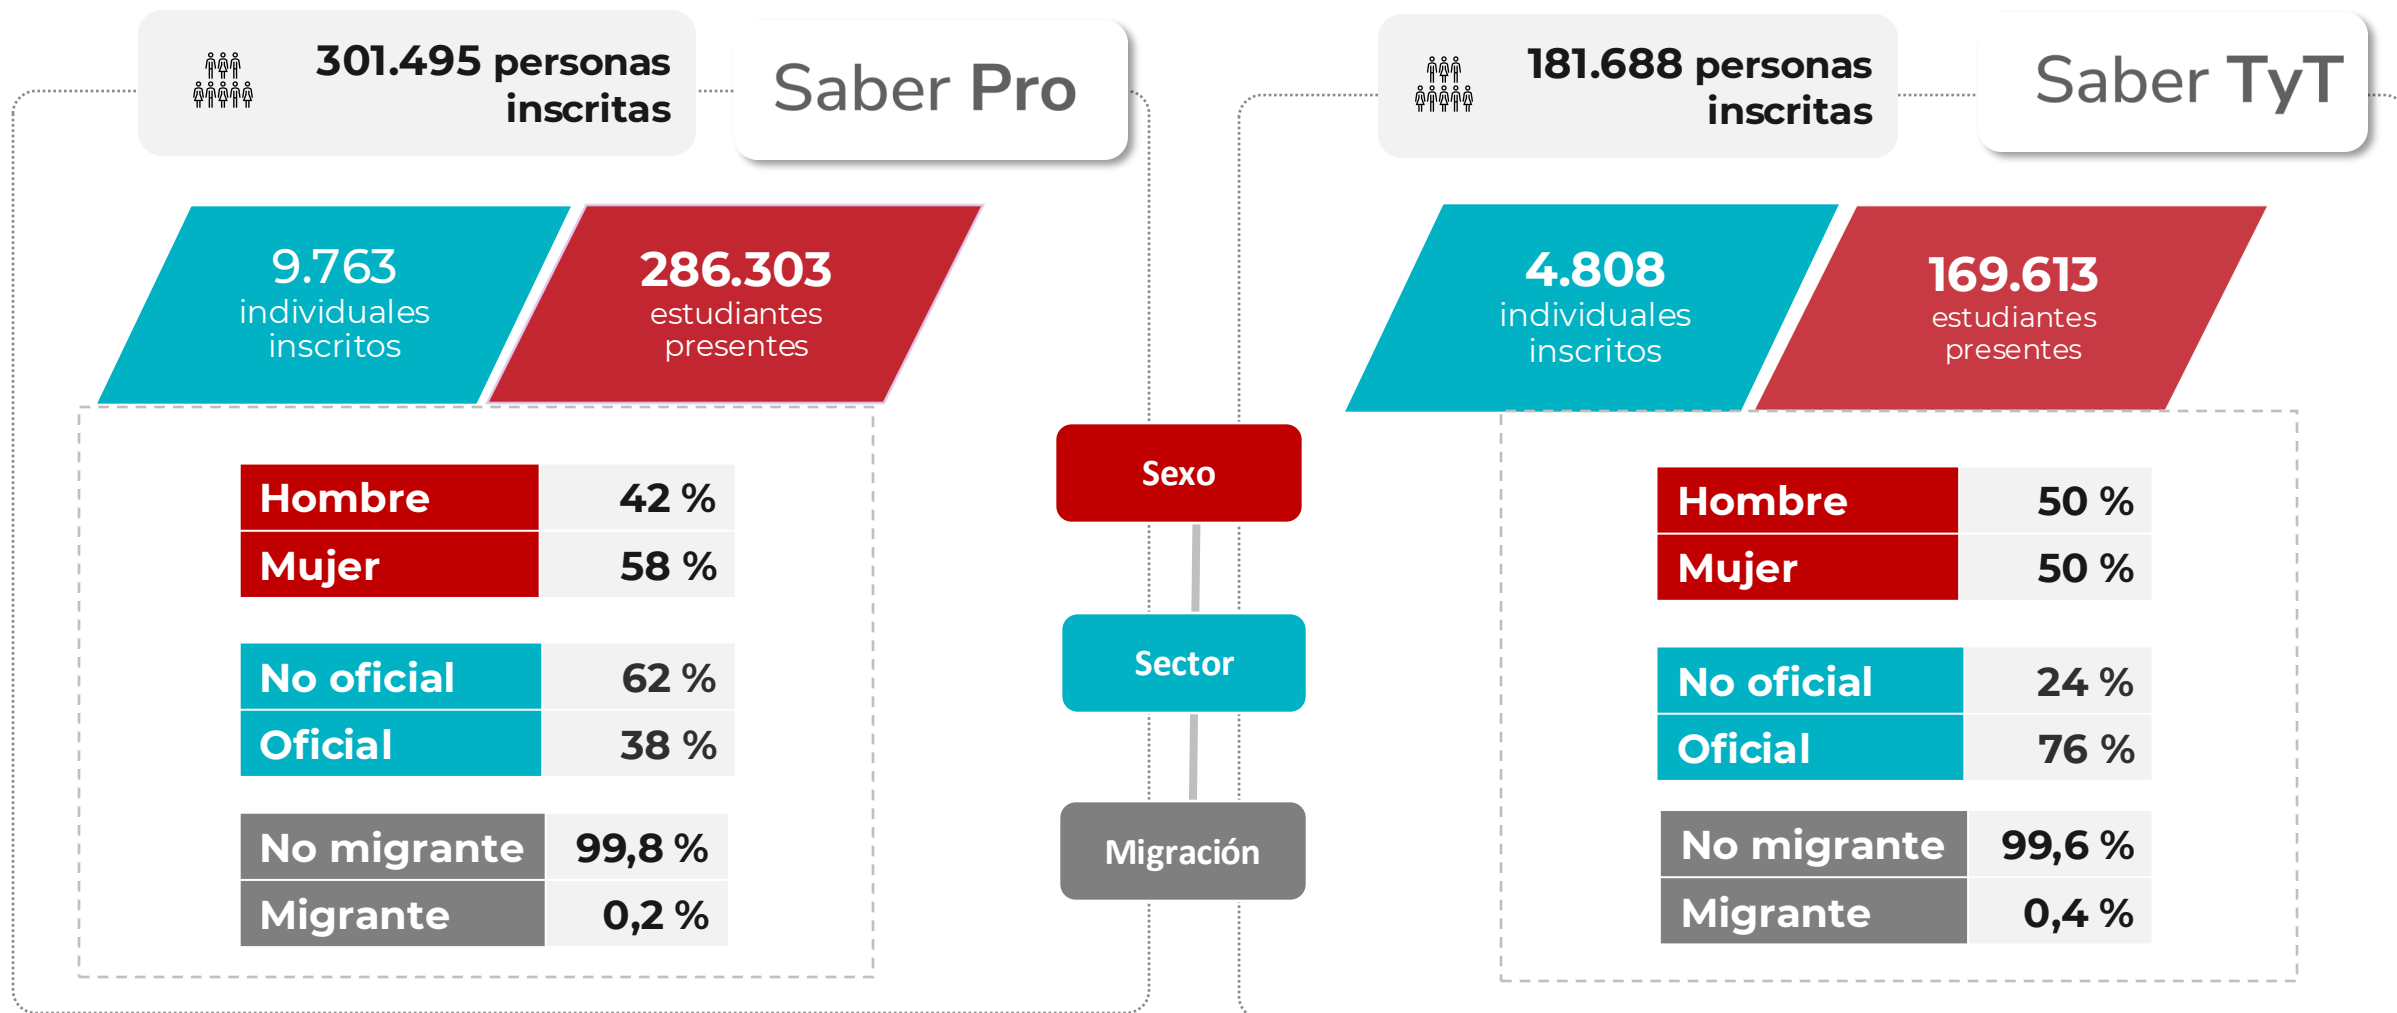 301.495 personas
inscritas
Saber Pro
9.763
individuales
inscritos
286.303
estudiantes
presentes
Hombre 42 %
Mujer 58 %
No oficial 62 %
Oficial 38 %
No migrante 99,8 %
Migrante 0,2 %
Sexo
Sector
Migración
181.688 personas
inscritas
Saber TyT
4.808
individuales
inscritos
169.613
estudiantes
presentes
Hombre 50 %
Mujer 50 %
No oficial 24 %
Oficial 76 %
No migrante 99,6 %
Migrante 0,4 %